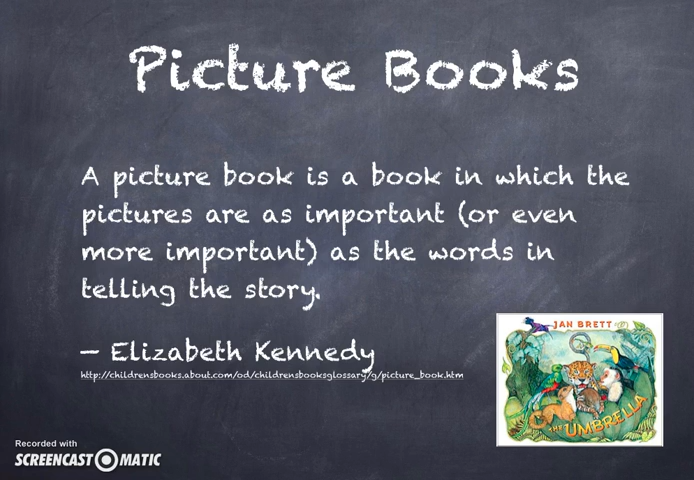 Picture Books
A picture book is a book in which the
pictures are as important (or even
more important) as the words in
telling the story.
— Elizabeth Kennedy
http://childrensbooks.about.com/od/childrensbooksglossary/g/picture_book.htm
JAN BRETT
THE UMBRELLA
Recorded with
SCREENCAST O MATIC